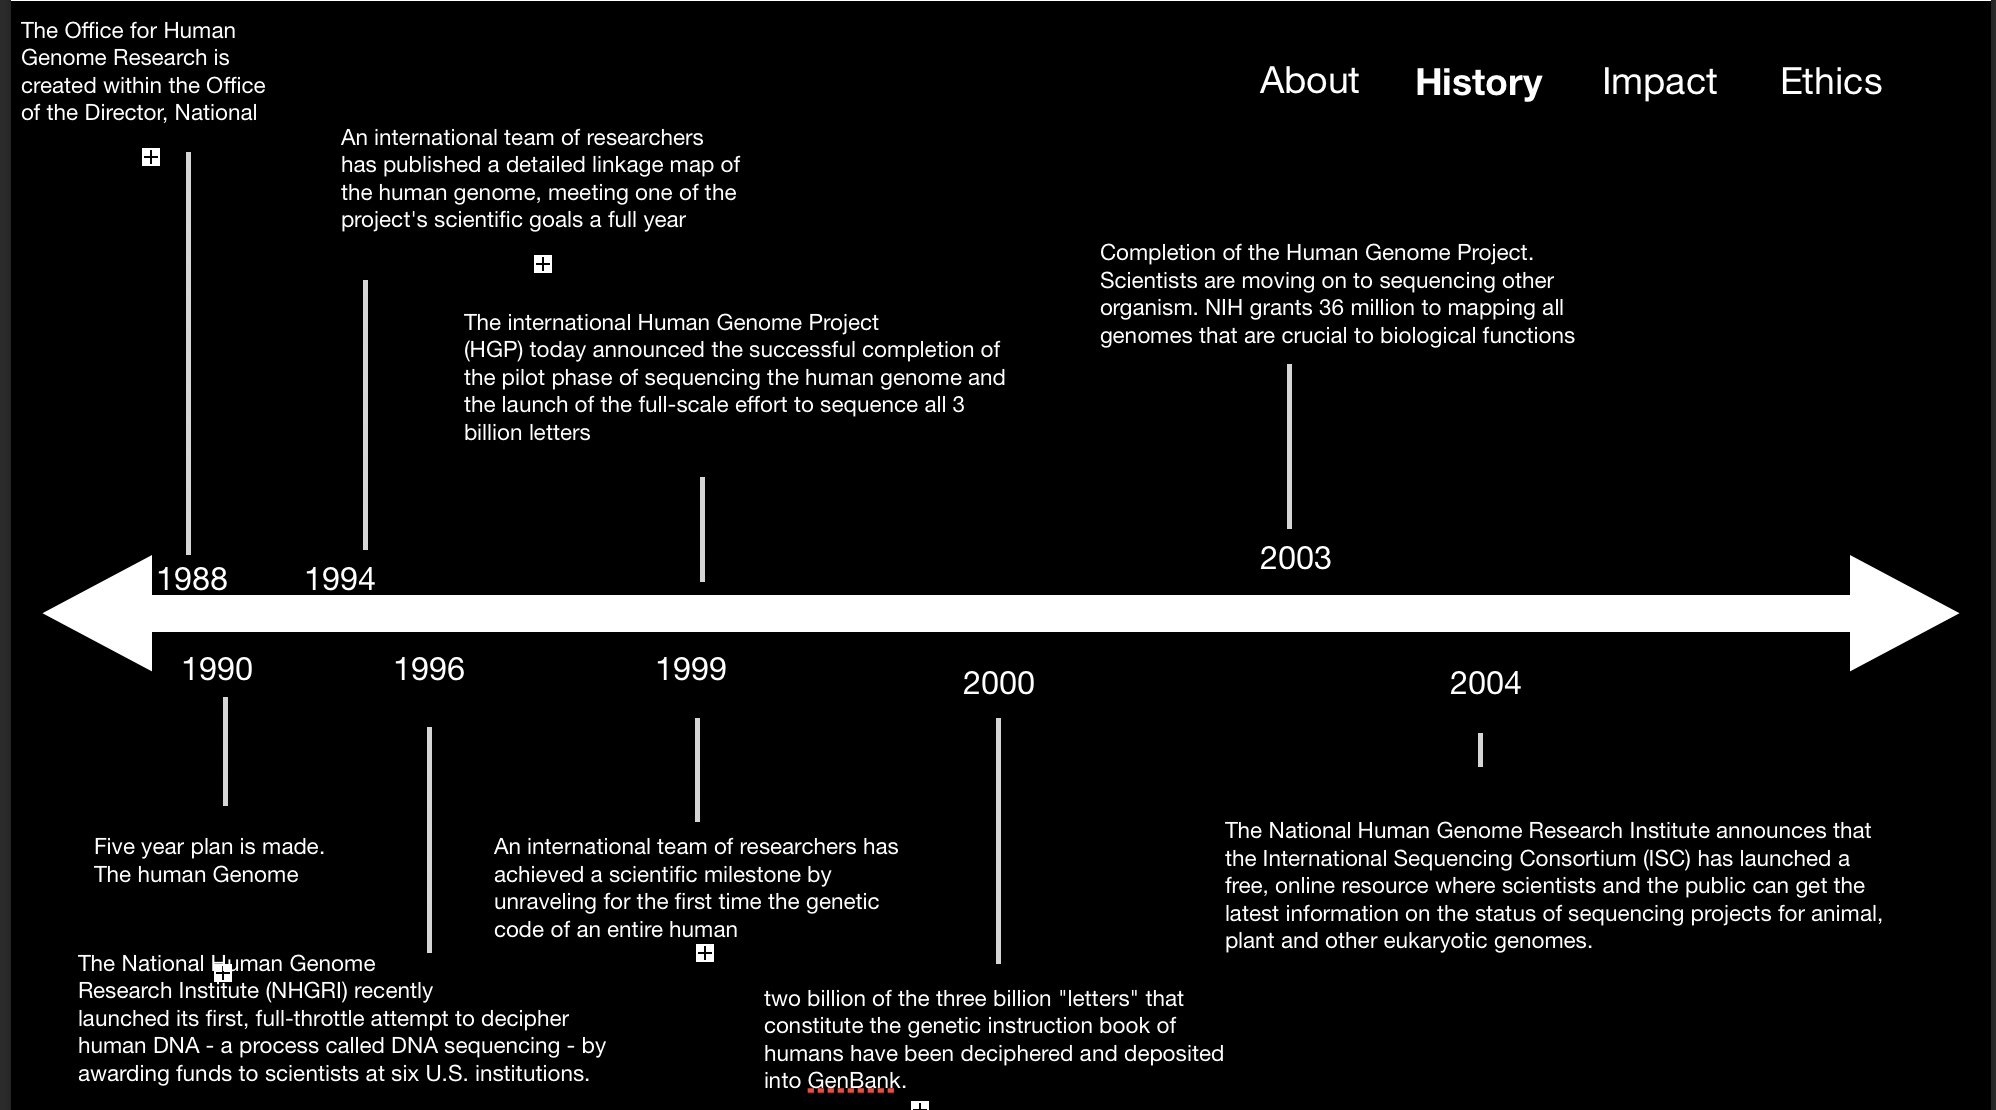 The Office for Human
Genome Research is
created within the Office
of the Director, National
About History Impact Ethics
An international team of researchers
has published a detailed linkage map of
the human genome, meeting one of the
project's scientific goals a full year
The international Human Genome Project
(HGP) today announced the successful completion of
the pilot phase of sequencing the human genome and
the launch of the full-scale effort to sequence all 3
billion letters
Completion of the Human Genome Project.
Scientists are moving on to sequencing other
organism. NIH grants 36 million to mapping all
genomes that are crucial to biological functions
1988 1994 2003
1990 1996 1999 2000 2004
Five year plan is made.
The human Genome
The National Human Genome
Research Institute (NHGRI) recently
launched its first, full-throttle attempt to decipher
human DNA - a process called DNA sequencing - by
awarding funds to scientists at six U.S. institutions.
An international team of researchers has
achieved a scientific milestone by
unraveling for the first time the genetic
code of an entire human
two billion of the three billion "letters" that
constitute the genetic instruction book of
humans have been deciphered and deposited
into GenBank.
The National Human Genome Research Institute announces that
the International Sequencing Consortium (ISC) has launched a
free, online resource where scientists and the public can get the
latest information on the status of sequencing projects for animal,
plant and other eukaryotic genomes.